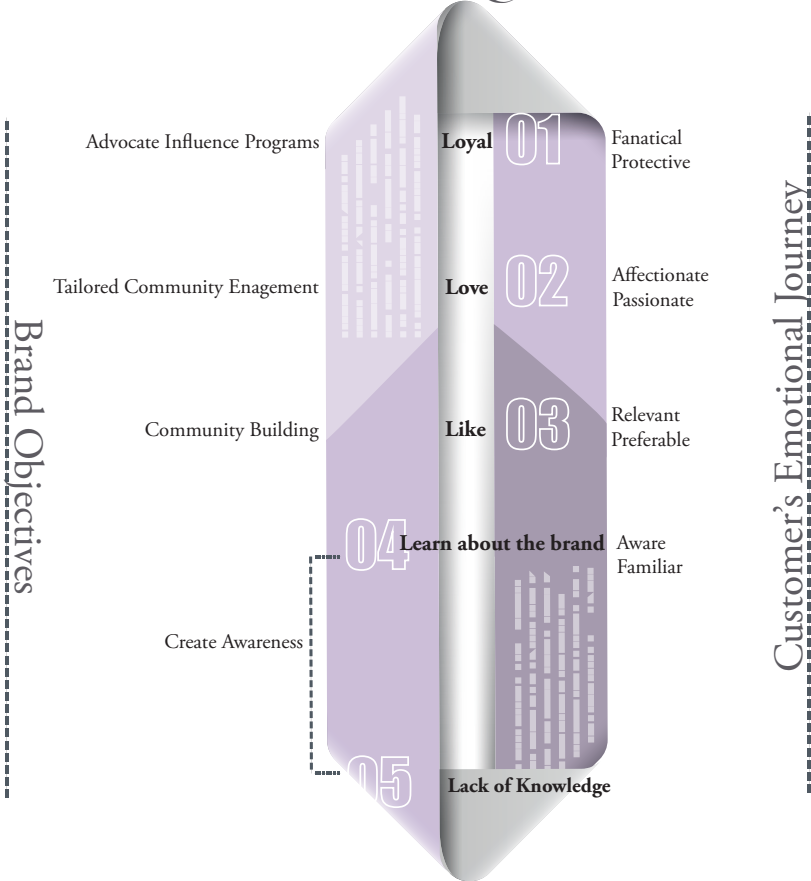 Advocate Influence Programs
Loyal
01
Fanatical
Protective
Tailored Community Enagement
Love
02
Affectionate
Passionate
Brand Objectives
Customer's Emotional Journey
Community Building
Like
03
Relevant
Preferable
04
Learn about the brand
Aware
Familiar
Create Awareness
05
Lack of Knowledge